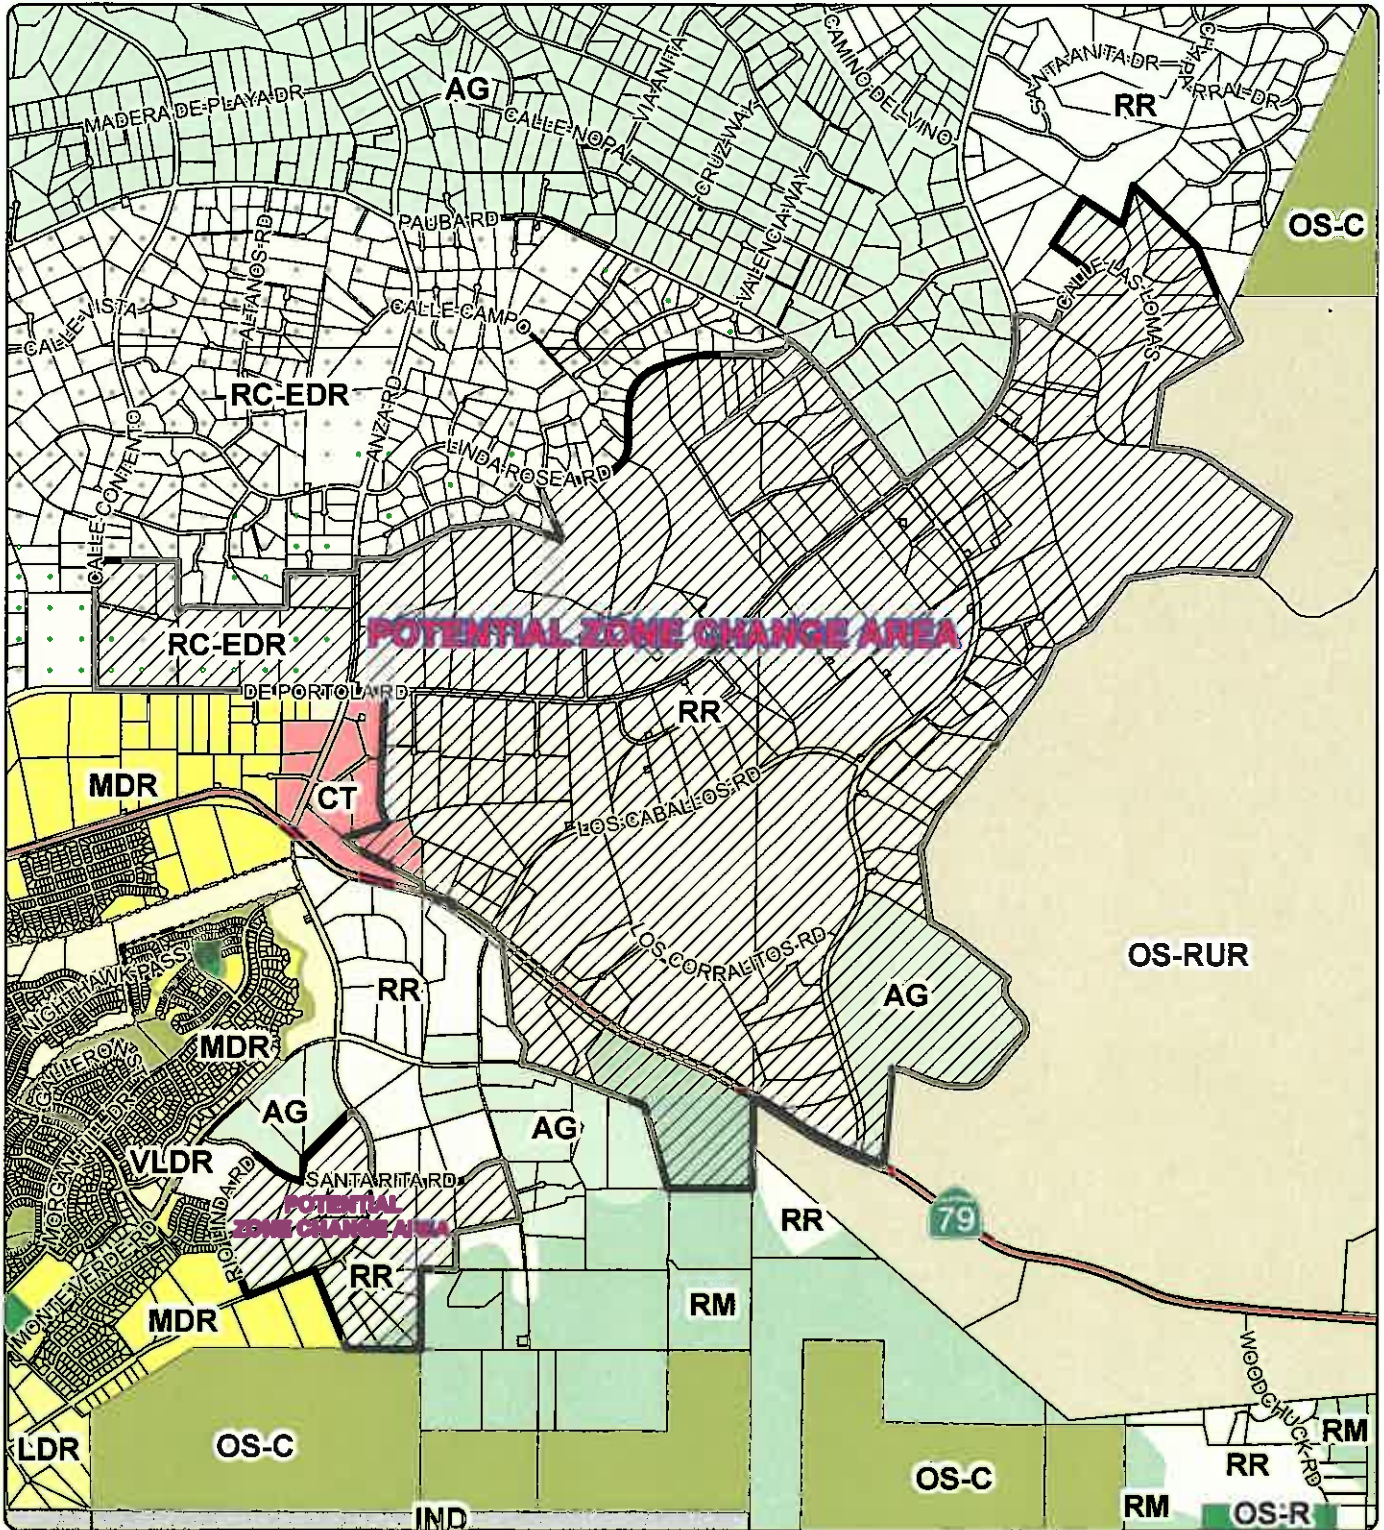 MADERA DE PLAYA DR
AG
CALLE NOPAL
VIA ANITA
CRUZ WAY
CAMINO DEL VINO
SANTA ANITA DR
CHAPARRAL DR
RR
PAUBA RD
VALENCIA WAY
OS-C
ALTANOS RD
CALLE VISTA
CALLE CAMPO
CALLE LAS LOMAS
RC-EDR
ANZA RD
CALLE CONTENTO
LINDA ROSEA RD
RC-EDR
POTENTIAL ZONE CHANGE AREA
DE PORTOLA RD
RR
MDR
CT
LOS CABALLOS RD
LOS CORRALITOS RD
OS-RUR
NIGHTHAWK PASS
RR
AG
MDR
AG
AG
VLDR
RIO LINDA RD
SANTA RITA RD
POTENTIAL
ZONE CHANGE AREA
MONTE VERDE RD
RR
79
RR
MDR
RM
WOODCHUCK RD
LDR
OS-C
OS-C
RR
RM
RM
OS-R
IND